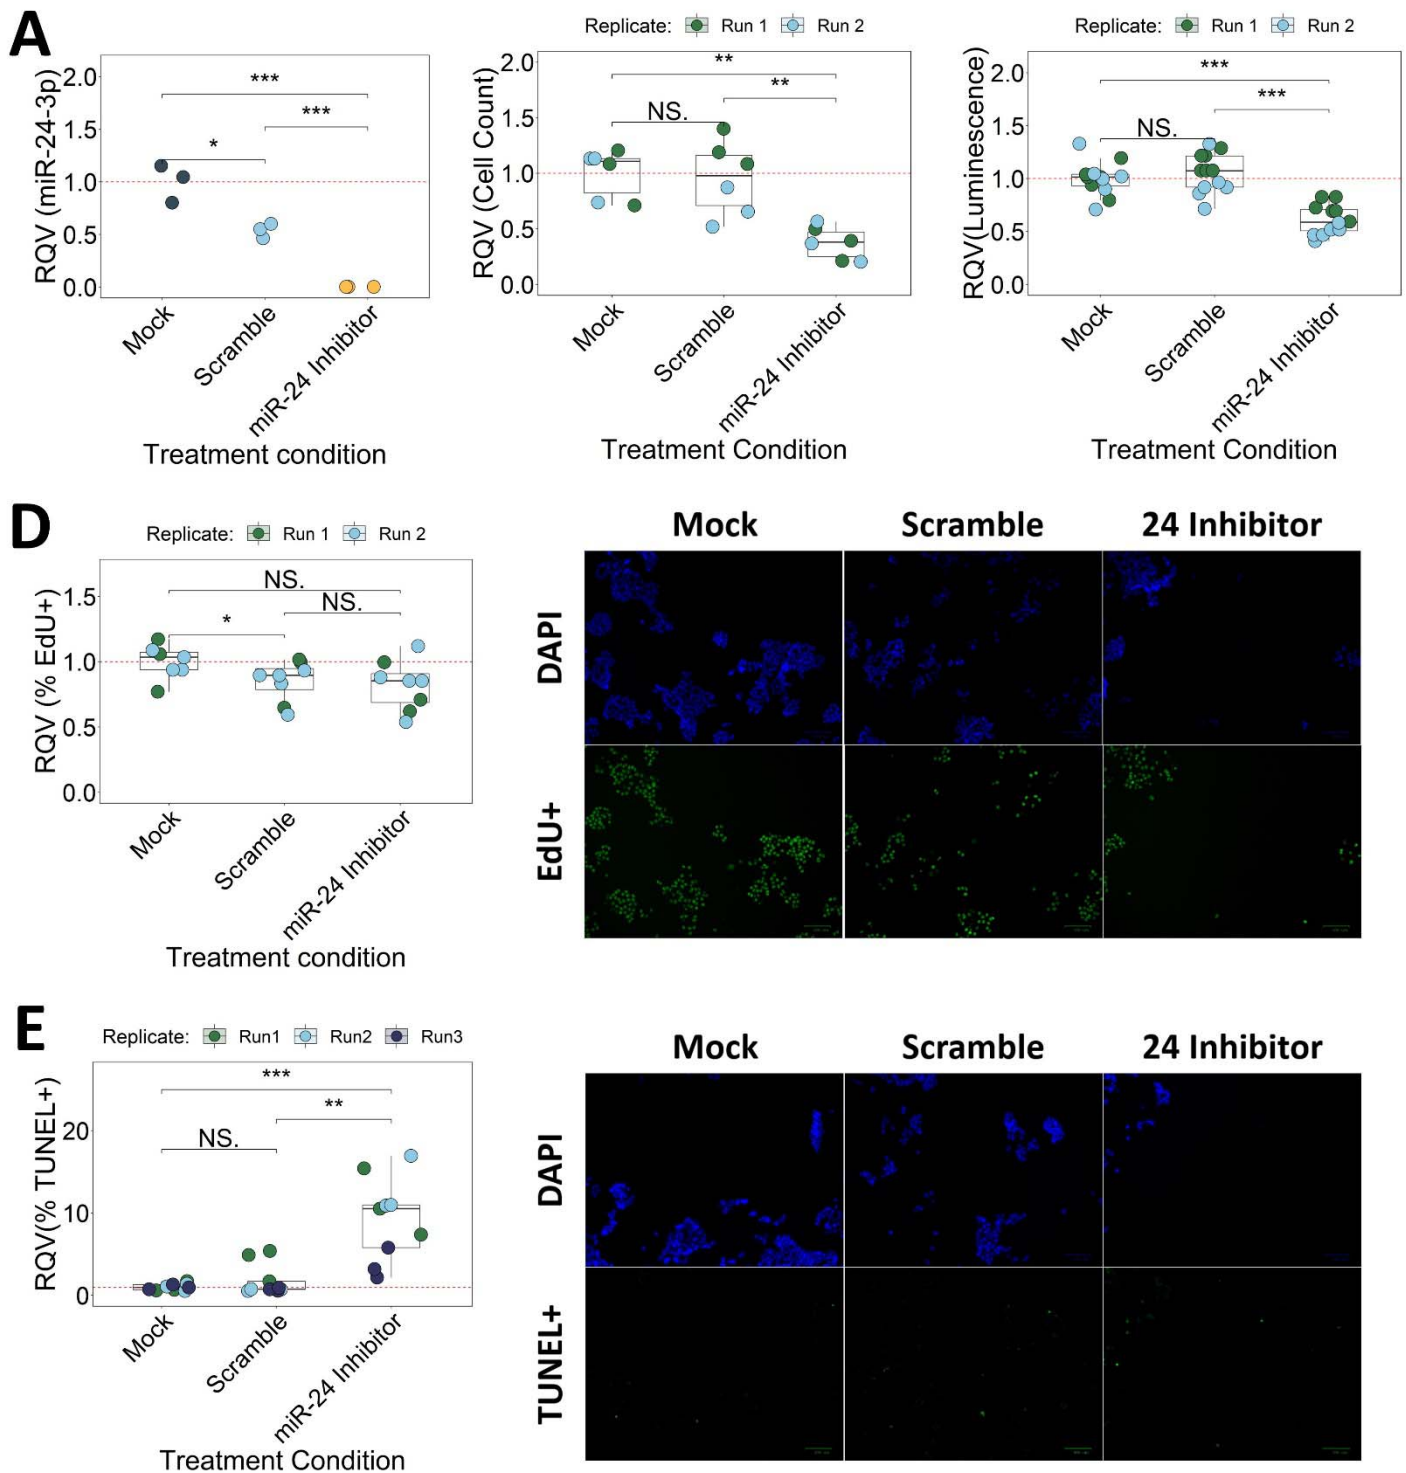 A
RQV (miR-24-3p)
2.0
1.5
1.0
0.5
0.0
***
***
*
Mock
Scramble
miR-24 Inhibitor
Treatment condition
Replicate: Run 1 Run 2
RQV (Cell Count)
2.0
1.5
1.0
0.5
0.0
**
**
NS.
Mock
Scramble
miR-24 Inhibitor
Treatment Condition
Replicate: Run 1 Run 2
RQV(Luminescence)
2.0
1.5
1.0
0.5
0.0
***
***
NS.
Mock
Scramble
miR-24 Inhibitor
Treatment Condition
D
Replicate: Run 1 Run 2
RQV (% EdU+)
1.5
1.0
0.5
0.0
NS.
NS.
*
Mock
Scramble
miR-24 Inhibitor
Treatment condition
Mock Scramble 24 Inhibitor
DAPI
EdU+
E
Replicate: Run1 Run2 Run3
RQV(% TUNEL+)
20
10
0
***
**
NS.
Mock
Scramble
miR-24 Inhibitor
Treatment Condition
Mock Scramble 24 Inhibitor
DAPI
TUNEL+